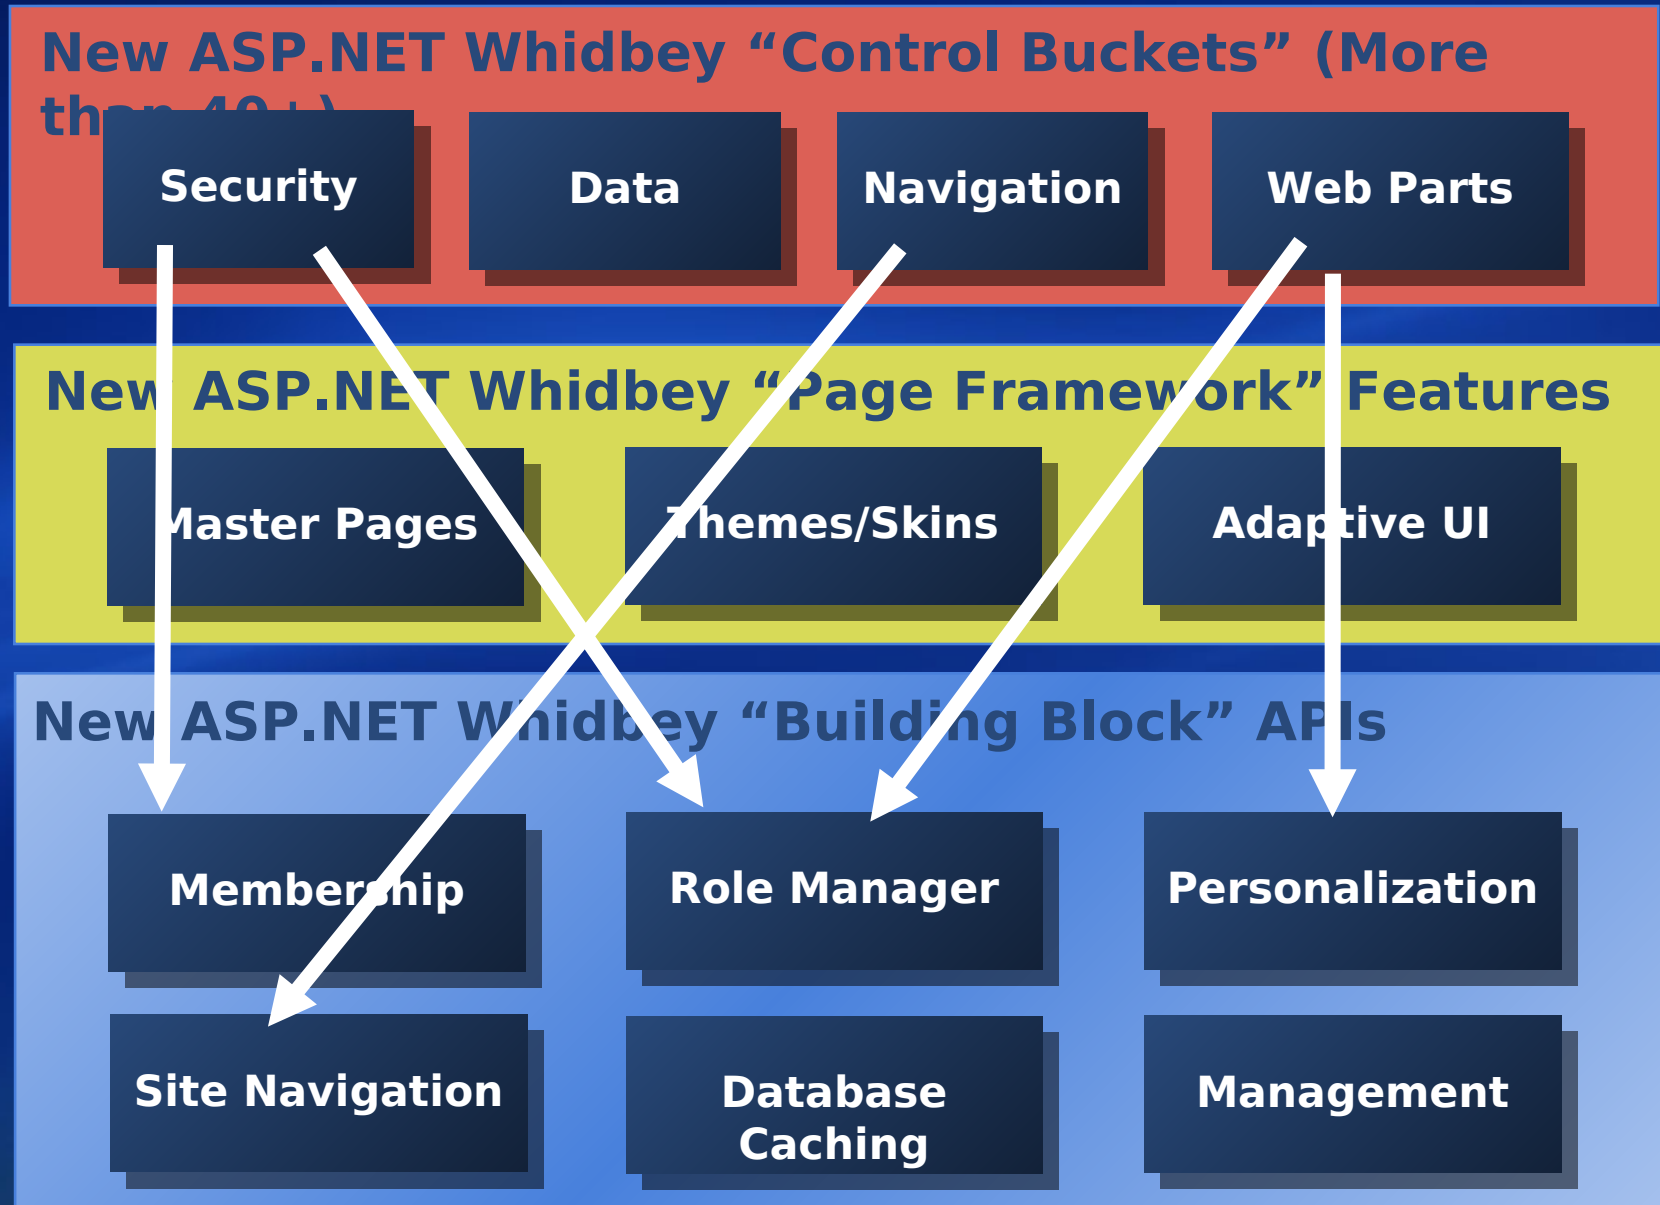 New ASP.NET Whidbey “Control Buckets” (More
than 40+)
Security
Data
Navigation
Web Parts
New ASP.NET Whidbey “Page Framework” Features
Master Pages
Themes/Skins
Adaptive UI
New ASP.NET Whidbey “Building Block” APIs
Membership
Role Manager
Personalization
Site Navigation
Database
Caching
Management